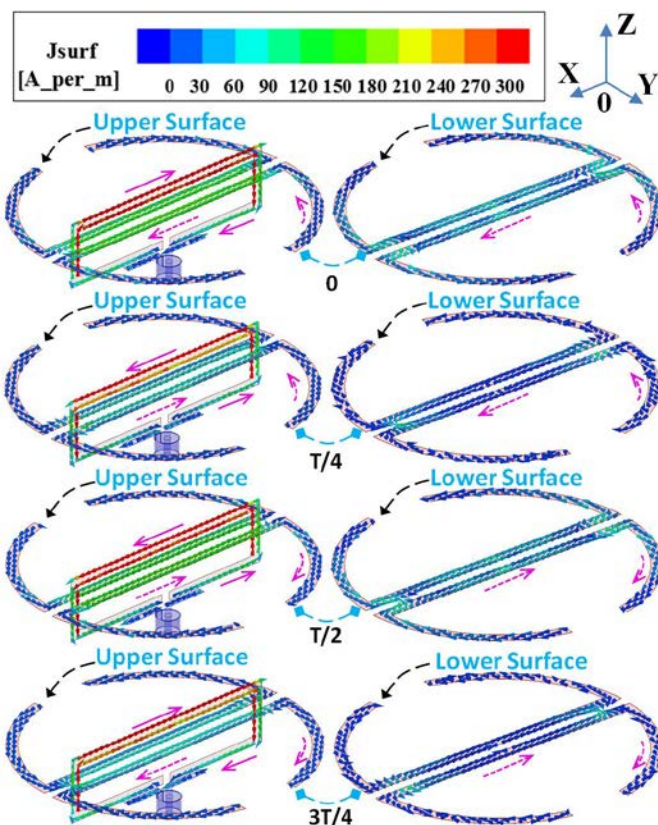 Jsurf
[A_per_m]
0 30 60 90 120 150 180 210 240 270 300
Z
X
Y
0
Upper Surface
Lower Surface
0
Upper Surface
Lower Surface
T/4
Upper Surface
Lower Surface
T/2
Upper Surface
Lower Surface
3T/4